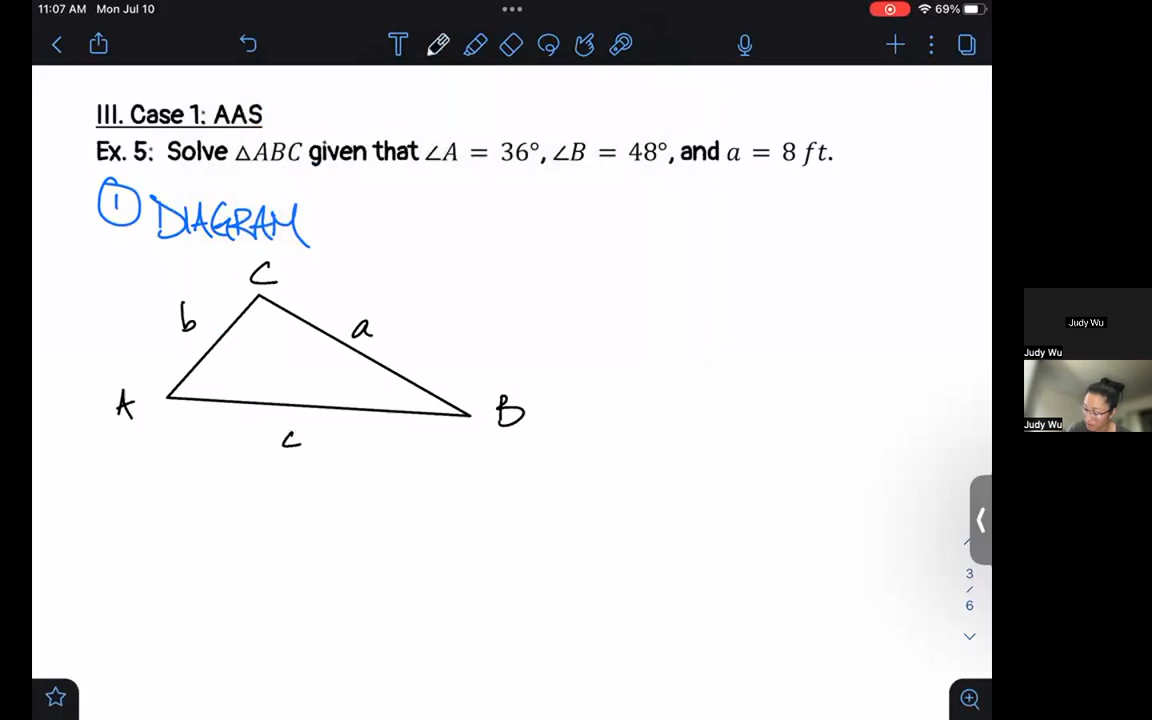 11:07 AM Mon Jul 10
69%
T
III. Case 1: AAS
Ex. 5: Solve △ABC given that ∠A = 36°, ∠B = 48°, and a = 8 ft.
① DIAGRAM
C
b
a
A
B
c
Judy Wu
Judy Wu
Judy Wu
3
/
6